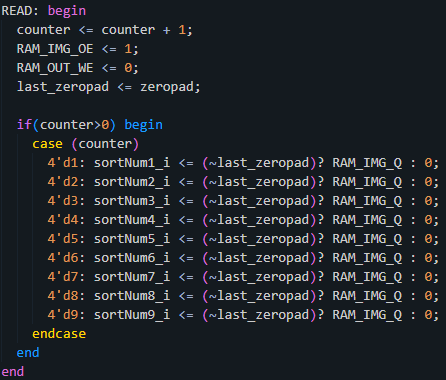 READ: begin
counter <= counter + 1;
RAM_IMG_OE <= 1;
RAM_OUT_WE <= 0;
last_zeropad <= zeropad;
if(counter>0) begin
case (counter)
4'd1: sortNum1_i <= (~last_zeropad)? RAM_IMG_Q : 0;
4'd2: sortNum2_i <= (~last_zeropad)? RAM_IMG_Q : 0;
4'd3: sortNum3_i <= (~last_zeropad)? RAM_IMG_Q : 0;
4'd4: sortNum4_i <= (~last_zeropad)? RAM_IMG_Q : 0;
4'd5: sortNum5_i <= (~last_zeropad)? RAM_IMG_Q : 0;
4'd6: sortNum6_i <= (~last_zeropad)? RAM_IMG_Q : 0;
4'd7: sortNum7_i <= (~last_zeropad)? RAM_IMG_Q : 0;
4'd8: sortNum8_i <= (~last_zeropad)? RAM_IMG_Q : 0;
4'd9: sortNum9_i <= (~last_zeropad)? RAM_IMG_Q : 0;
endcase
end
end